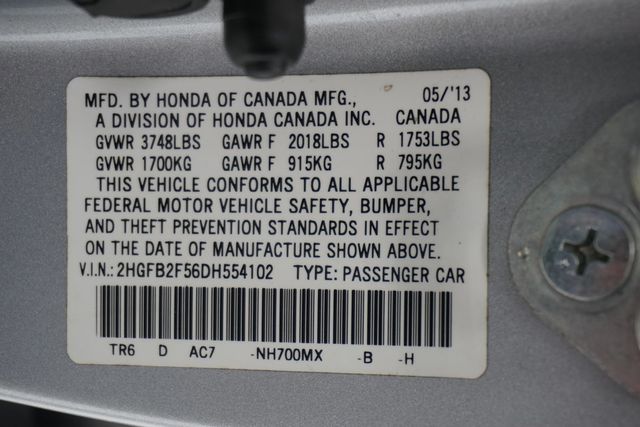 MFD. BY HONDA OF CANADA MFG., 05/'13
A DIVISION OF HONDA CANADA INC. CANADA
GVWR 3748LBS GAWR F 2018LBS R 1753LBS
GVWR 1700KG GAWR F 915KG R 795KG
THIS VEHICLE CONFORMS TO ALL APPLICABLE
FEDERAL MOTOR VEHICLE SAFETY, BUMPER,
AND THEFT PREVENTION STANDARDS IN EFFECT
ON THE DATE OF MANUFACTURE SHOWN ABOVE.
V.I.N.: 2HGFB2F56DH554102 TYPE: PASSENGER CAR
TR6 D AC7 -NH700MX -B -H